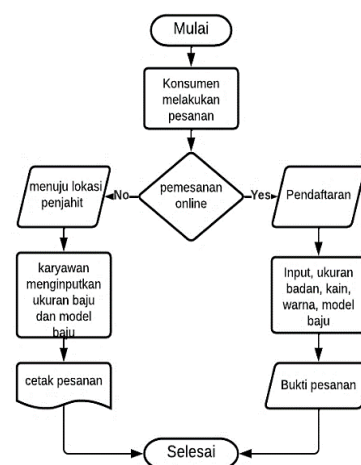 Mulai
Konsumen
melakukan
pesanan
pemesanan
online
No
Yes
menuju lokasi
penjahit
Pendaftaran
karyawan
menginputkan
ukuran baju
dan model
baju
Input, ukuran
badan, kain,
warna, model
baju
cetak pesanan
Bukti pesanan
Selesai